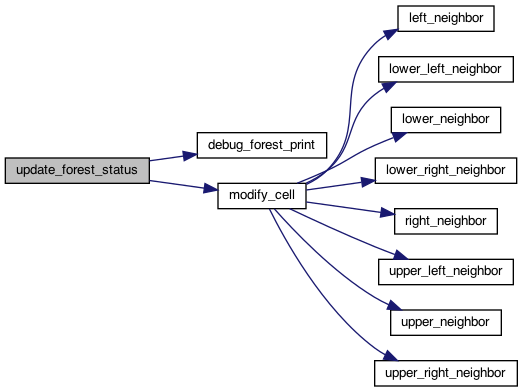 update_forest_status
debug_forest_print
modify_cell
left_neighbor
lower_left_neighbor
lower_neighbor
lower_right_neighbor
right_neighbor
upper_left_neighbor
upper_neighbor
upper_right_neighbor